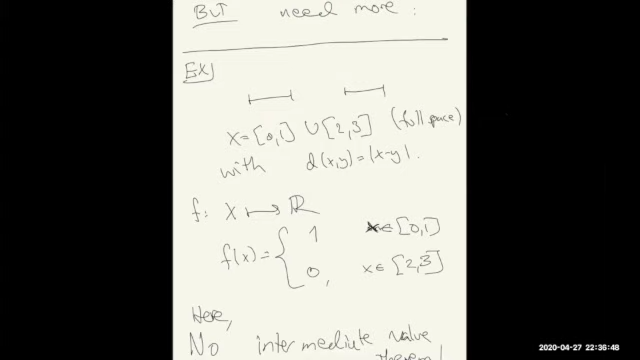 BUT need more :
EX
X = [0,1] ∪ [2,3] (full space)
with d(x,y) = |x-y|.
f: X ⟼ ℝ
f(x) = { 1 x ∈ [0,1]
0, x ∈ [2,3]
Here,
No intermediate value
theorem!
2020-04-27 22:36:48